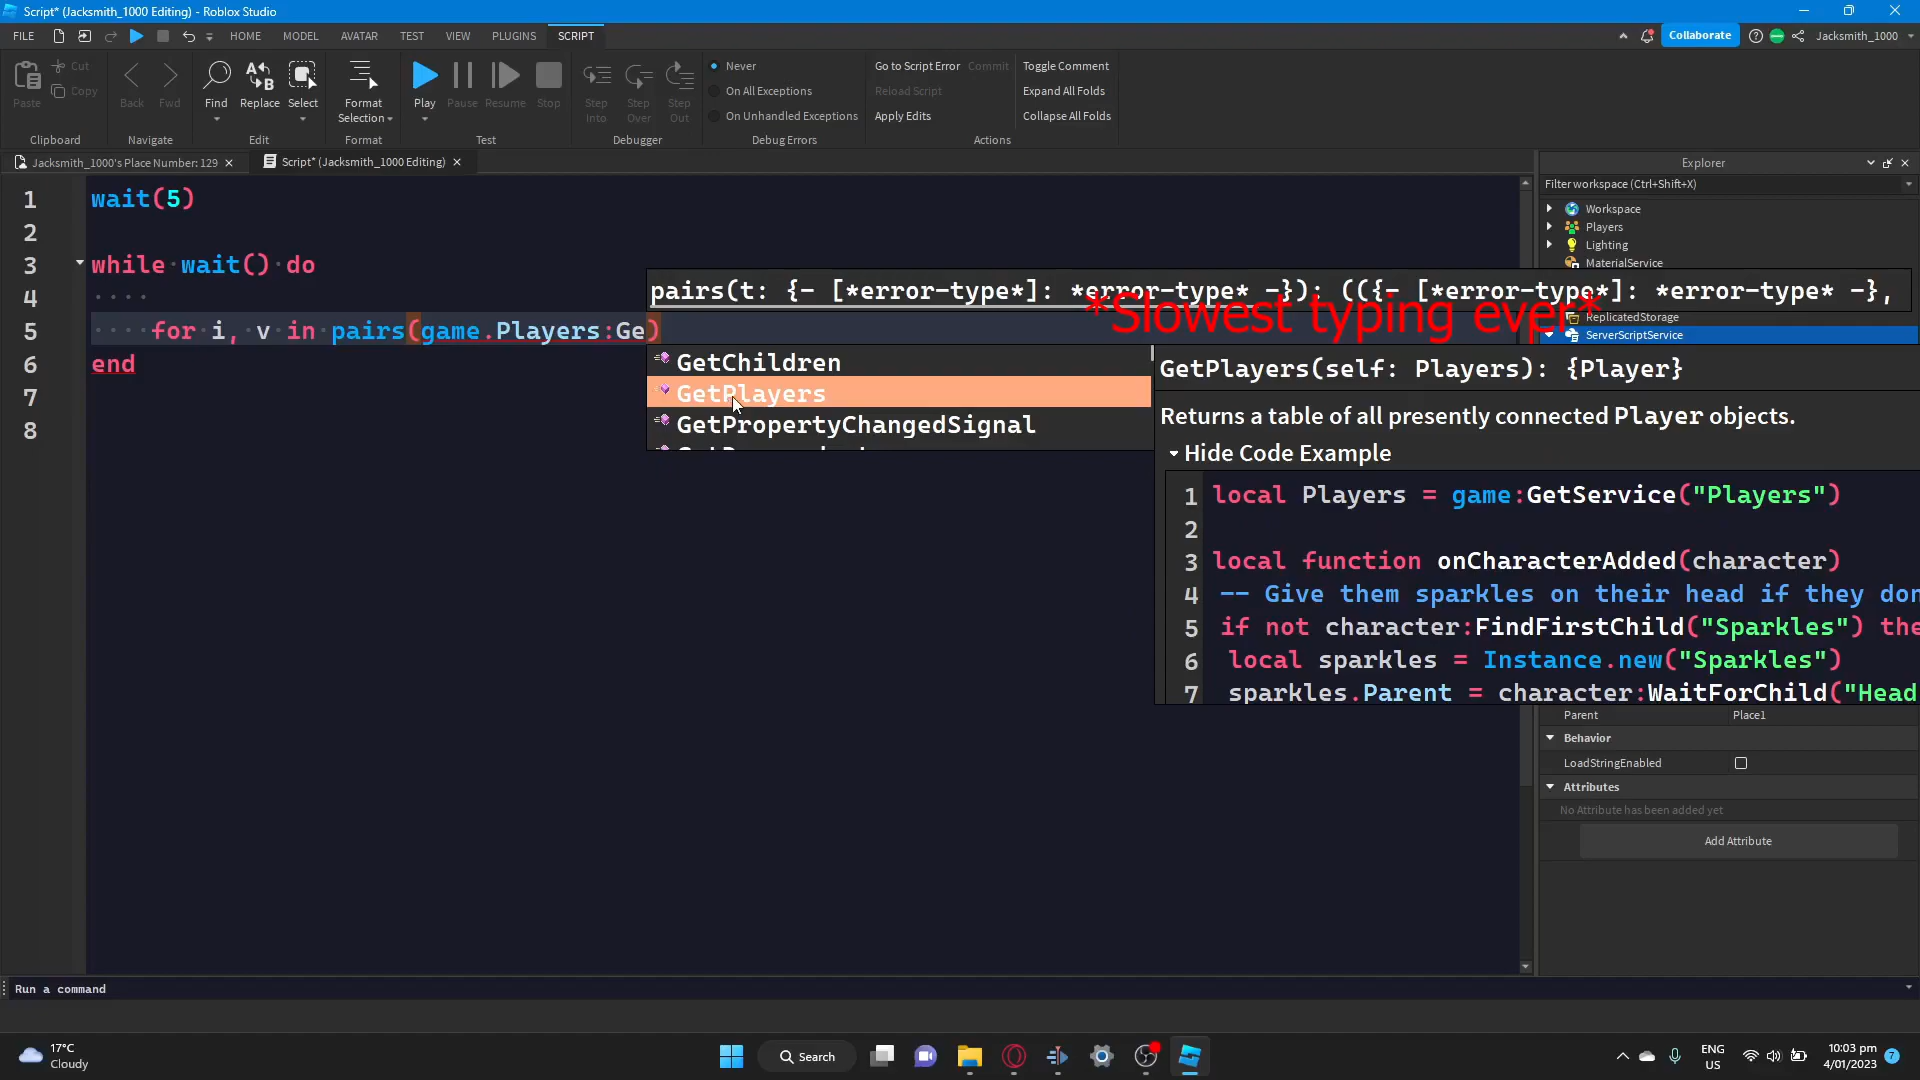 Script* (Jacksmith_1000 Editing) - Roblox Studio
FILE HOME MODEL AVATAR TEST VIEW PLUGINS SCRIPT Collaborate Jacksmith_1000
Paste Cut Copy Back Fwd Find Replace Select Format Selection Play Pause Resume Stop Step Into Step Over Step Out
Never Go to Script Error Commit Toggle Comment
On All Exceptions Reload Script Expand All Folds
On Unhandled Exceptions Apply Edits Collapse All Folds
Clipboard Navigate Edit Format Test Debugger Debug Errors Actions
Jacksmith_1000's Place Number: 129 Script* (Jacksmith_1000 Editing) Explorer
Filter workspace (Ctrl+Shift+X)
1 wait(5)
2
3 while wait() do
4
5 for i, v in pairs(game.Players:Ge)
6 end
7
8
pairs(t: {- [*error-type*]: *error-type* -}): (({- [*error-type*]: *error-type* -},
*Slowest typing ever*
GetChildren
GetPlayers
GetPropertyChangedSignal
GetPlayers(self: Players): {Player}
Returns a table of all presently connected Player objects.
Hide Code Example
1 local Players = game:GetService("Players")
2
3 local function onCharacterAdded(character)
4 -- Give them sparkles on their head if they don
5 if not character:FindFirstChild("Sparkles") the
6 local sparkles = Instance.new("Sparkles")
7 sparkles.Parent = character:WaitForChild("Head
Workspace
Players
Lighting
MaterialService
ReplicatedStorage
ServerScriptService
Parent Place1
Behavior
LoadStringEnabled
Attributes
No Attribute has been added yet
Add Attribute
Run a command
17°C
Cloudy
Search
ENG
US
10:03 pm
4/01/2023
7